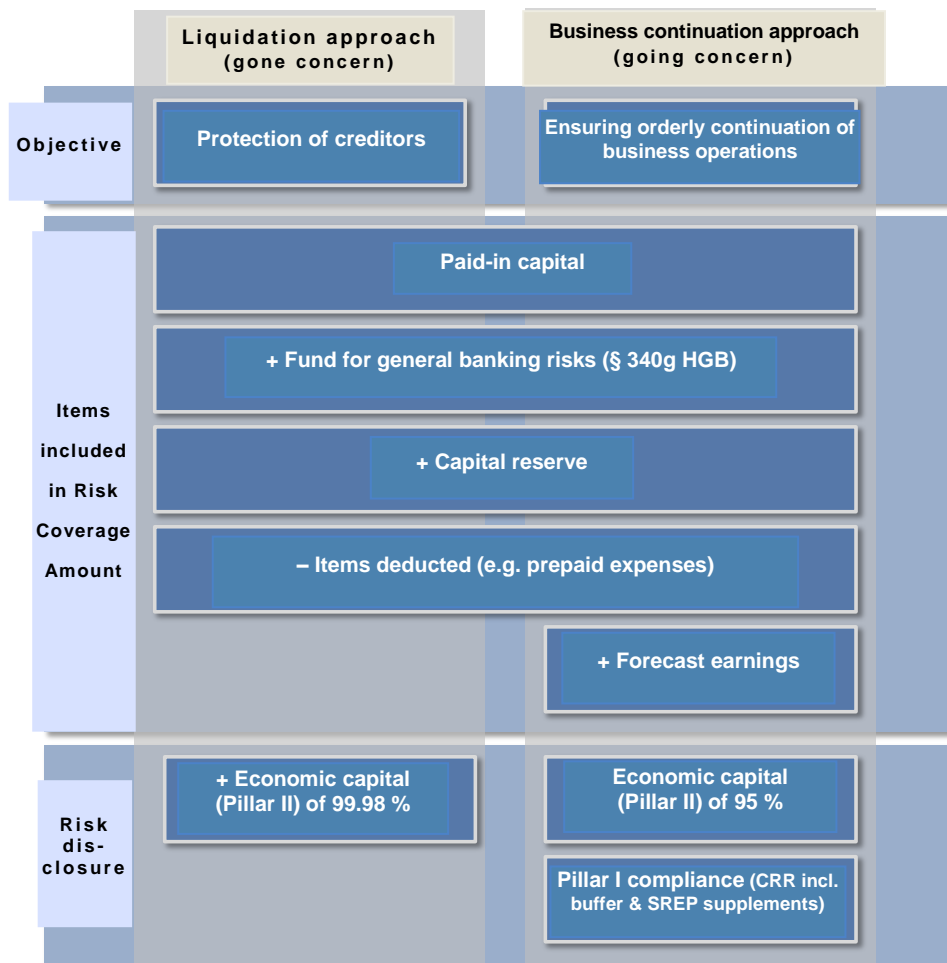 Liquidation approach
(gone concern)
Business continuation approach
(going concern)
Objective
Protection of creditors
Ensuring orderly continuation of
business operations
Items
included
in Risk
Coverage
Amount
Paid-in capital
+ Fund for general banking risks (§ 340g HGB)
+ Capital reserve
– Items deducted (e.g. prepaid expenses)
+ Forecast earnings
Risk
dis-
closure
+ Economic capital
(Pillar II) of 99.98 %
Economic capital
(Pillar II) of 95 %
Pillar I compliance (CRR incl.
buffer & SREP supplements)